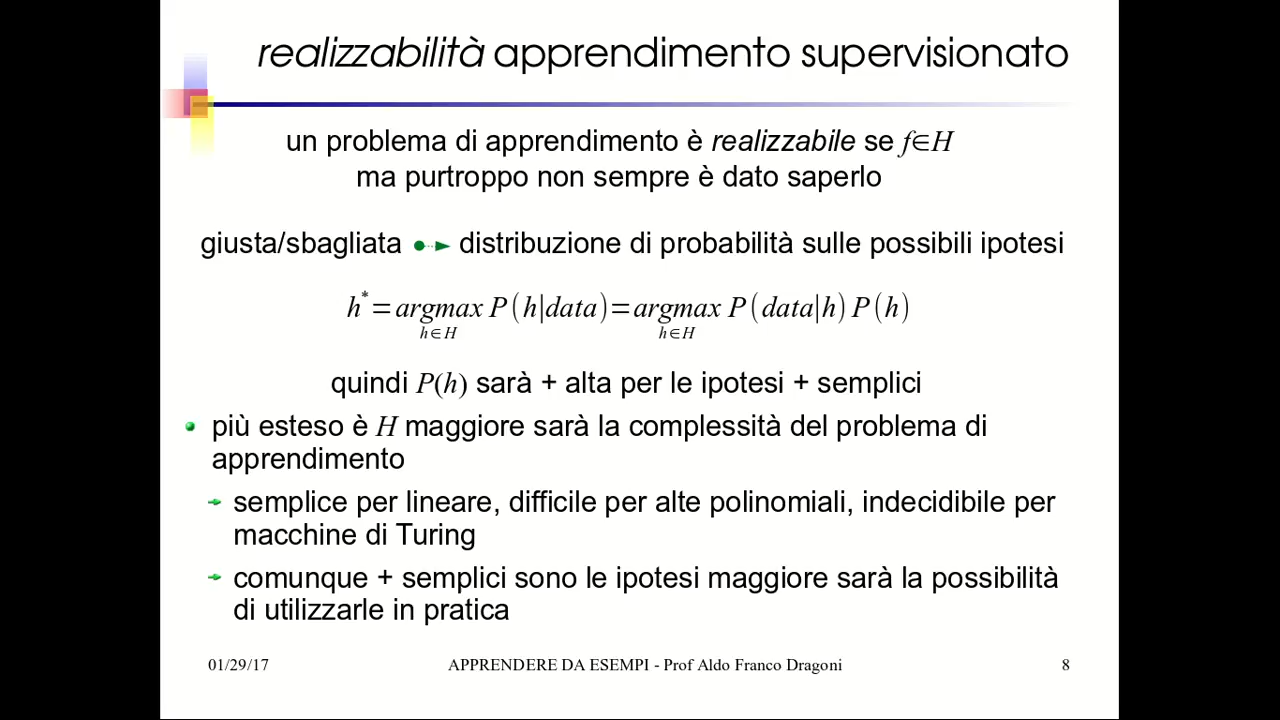 realizzabilità apprendimento supervisionato
un problema di apprendimento è realizzabile se f∈H
ma purtroppo non sempre è dato saperlo
giusta/sbagliata distribuzione di probabilità sulle possibili ipotesi
h*=argmax P(h|data)=argmax P(data|h)P(h)
h∈H h∈H
quindi P(h) sarà + alta per le ipotesi + semplici
più esteso è H maggiore sarà la complessità del problema di
apprendimento
semplice per lineare, difficile per alte polinomiali, indecidibile per
macchine di Turing
comunque + semplici sono le ipotesi maggiore sarà la possibilità
di utilizzarle in pratica
01/29/17 APPRENDERE DA ESEMPI - Prof Aldo Franco Dragoni 8